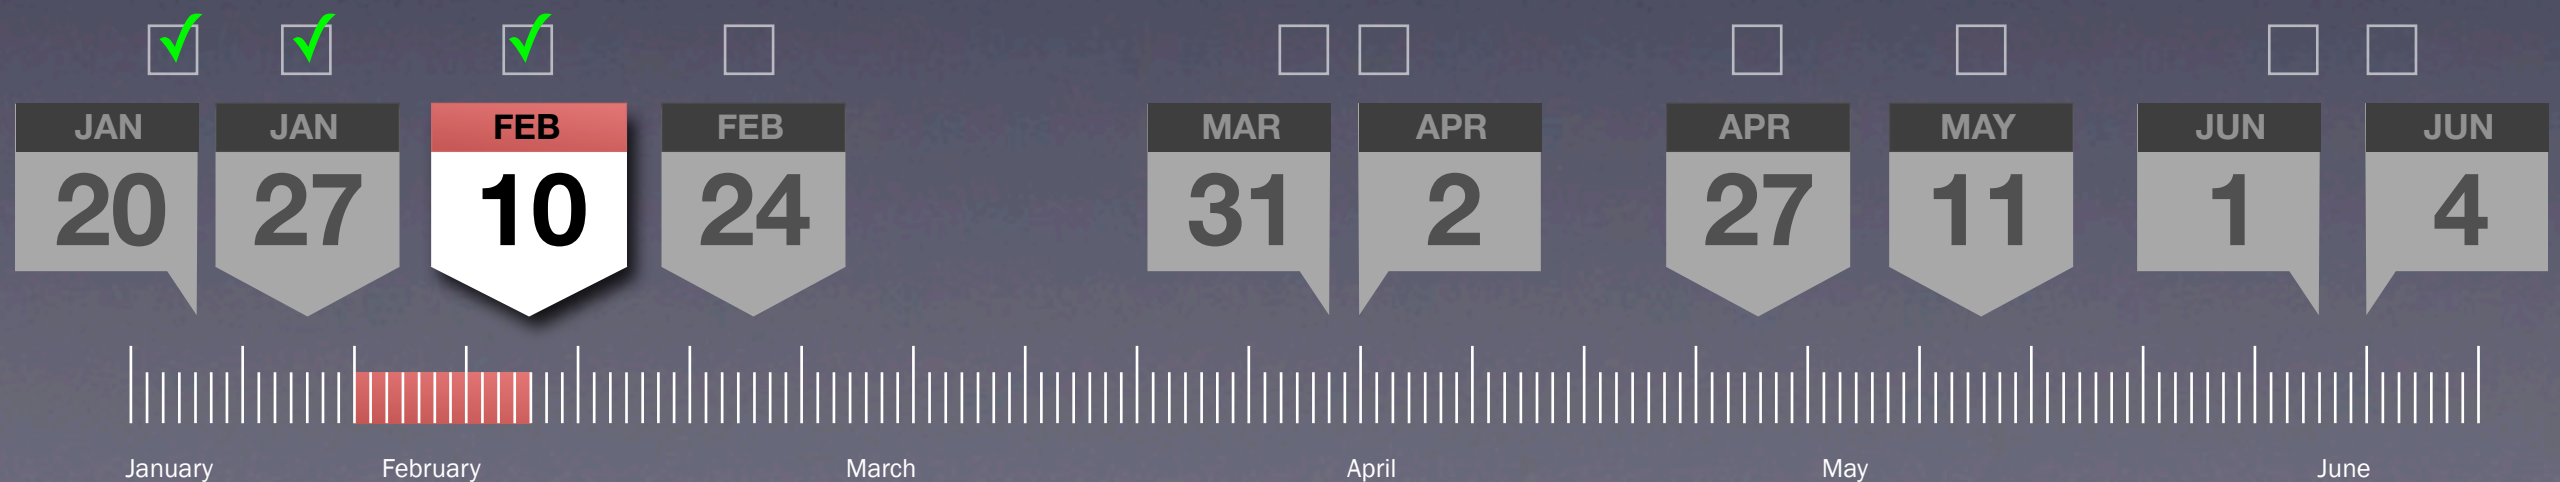 JAN JAN FEB FEB MAR APR APR MAY JUN JUN
20 27 10 24 31 2 27 11 1 4
January February March April May June